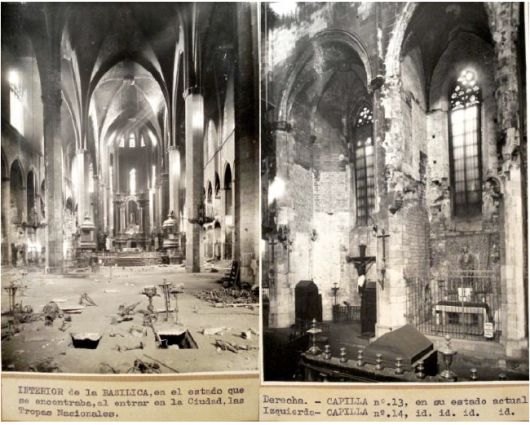 INTERIOR de la BASILICA, en el estado que
se encontraba, al entrar en la Ciudad, las
Tropas Nacionales.
Derecha. - CAPILLA nº.13, en su estado actual
Izquierda- CAPILLA nº.14, id. id. id. id.